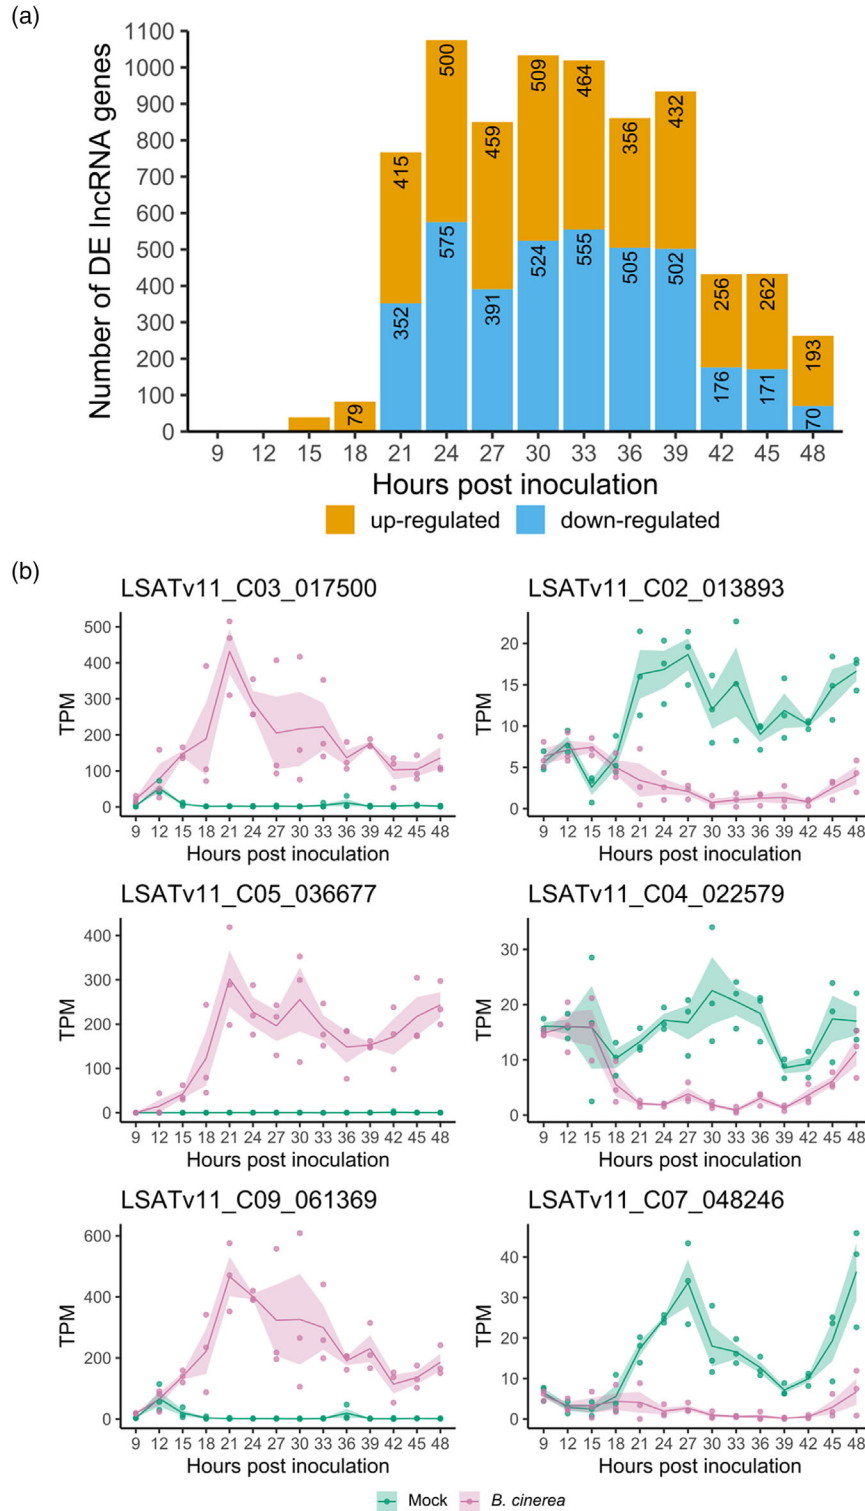 (a)
Number of DE lncRNA genes
1100
1000
900
800
700
600
500
400
300
200
100
0
79
415
352
500
575
459
391
509
524
464
555
356
505
432
502
256
176
262
171
193
70
9 12 15 18 21 24 27 30 33 36 39 42 45 48
Hours post inoculation
up-regulated down-regulated
(b)
LSATv11_C03_017500
TPM
500
400
300
200
100
0
9 12 15 18 21 24 27 30 33 36 39 42 45 48
Hours post inoculation
LSATv11_C02_013893
TPM
20
15
10
5
0
9 12 15 18 21 24 27 30 33 36 39 42 45 48
Hours post inoculation
LSATv11_C05_036677
TPM
400
300
200
100
0
9 12 15 18 21 24 27 30 33 36 39 42 45 48
Hours post inoculation
LSATv11_C04_022579
TPM
30
20
10
0
9 12 15 18 21 24 27 30 33 36 39 42 45 48
Hours post inoculation
LSATv11_C09_061369
TPM
600
400
200
0
9 12 15 18 21 24 27 30 33 36 39 42 45 48
Hours post inoculation
LSATv11_C07_048246
TPM
40
30
20
10
0
9 12 15 18 21 24 27 30 33 36 39 42 45 48
Hours post inoculation
Mock B. cinerea